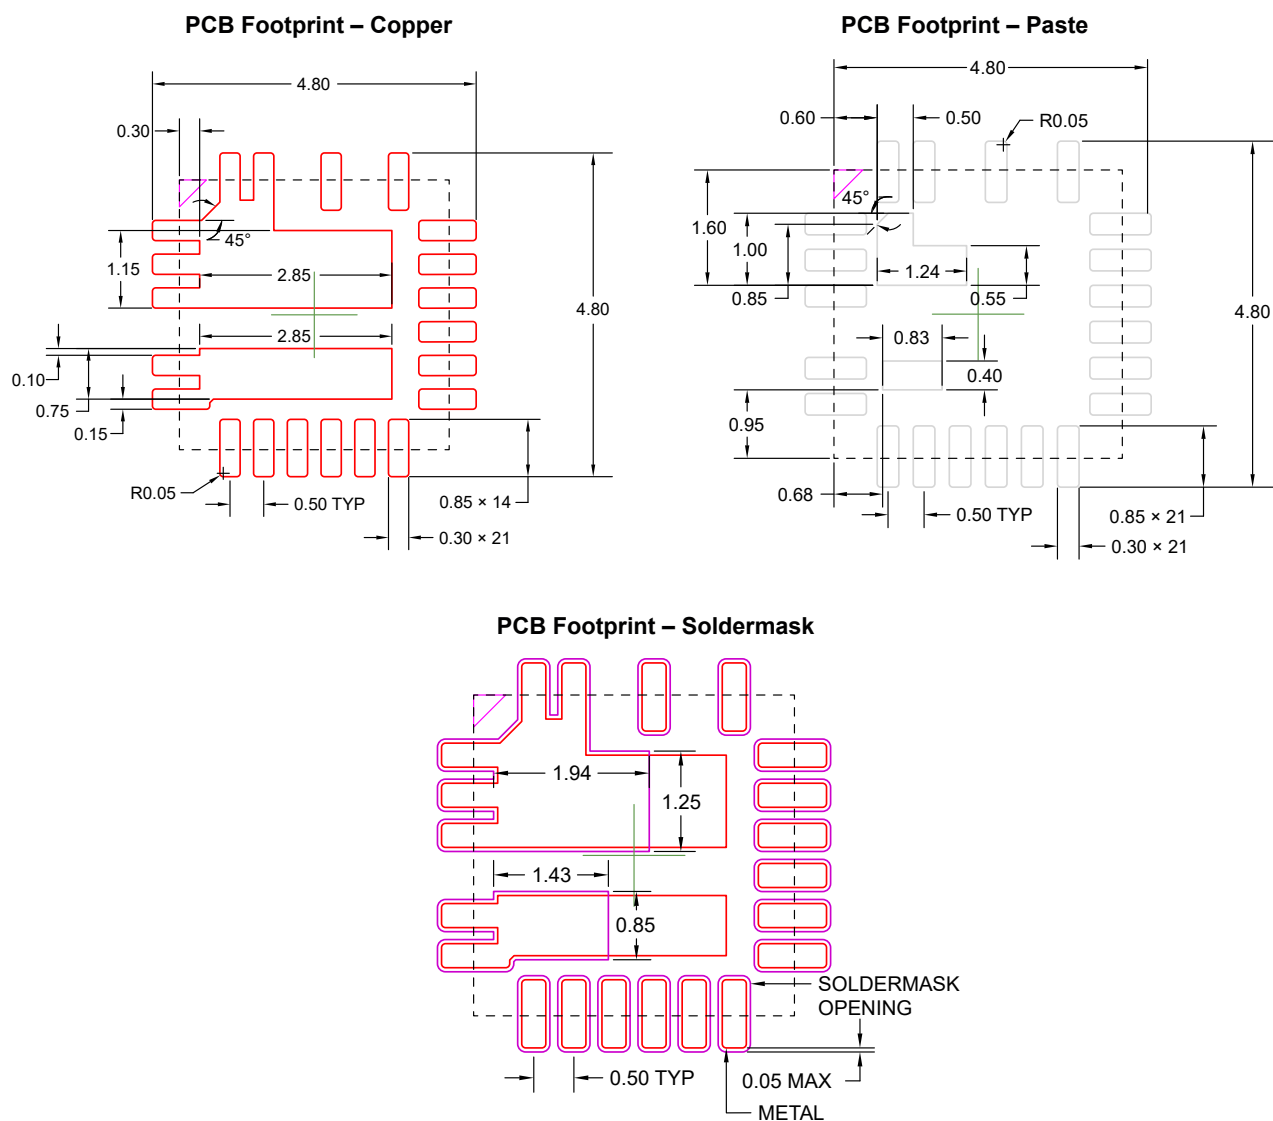 PCB Footprint – Copper
4.80
0.30
45°
1.15
2.85
4.80
2.85
0.10
0.75
0.15
R0.05
0.50 TYP
0.85 × 14
0.30 × 21
PCB Footprint – Paste
4.80
0.60
0.50
R0.05
45°
1.60
1.00
0.85
1.24
0.55
4.80
0.83
0.40
0.95
0.68
0.50 TYP
0.85 × 21
0.30 × 21
PCB Footprint – Soldermask
1.94
1.25
1.43
0.85
SOLDERMASK
OPENING
0.50 TYP
0.05 MAX
METAL